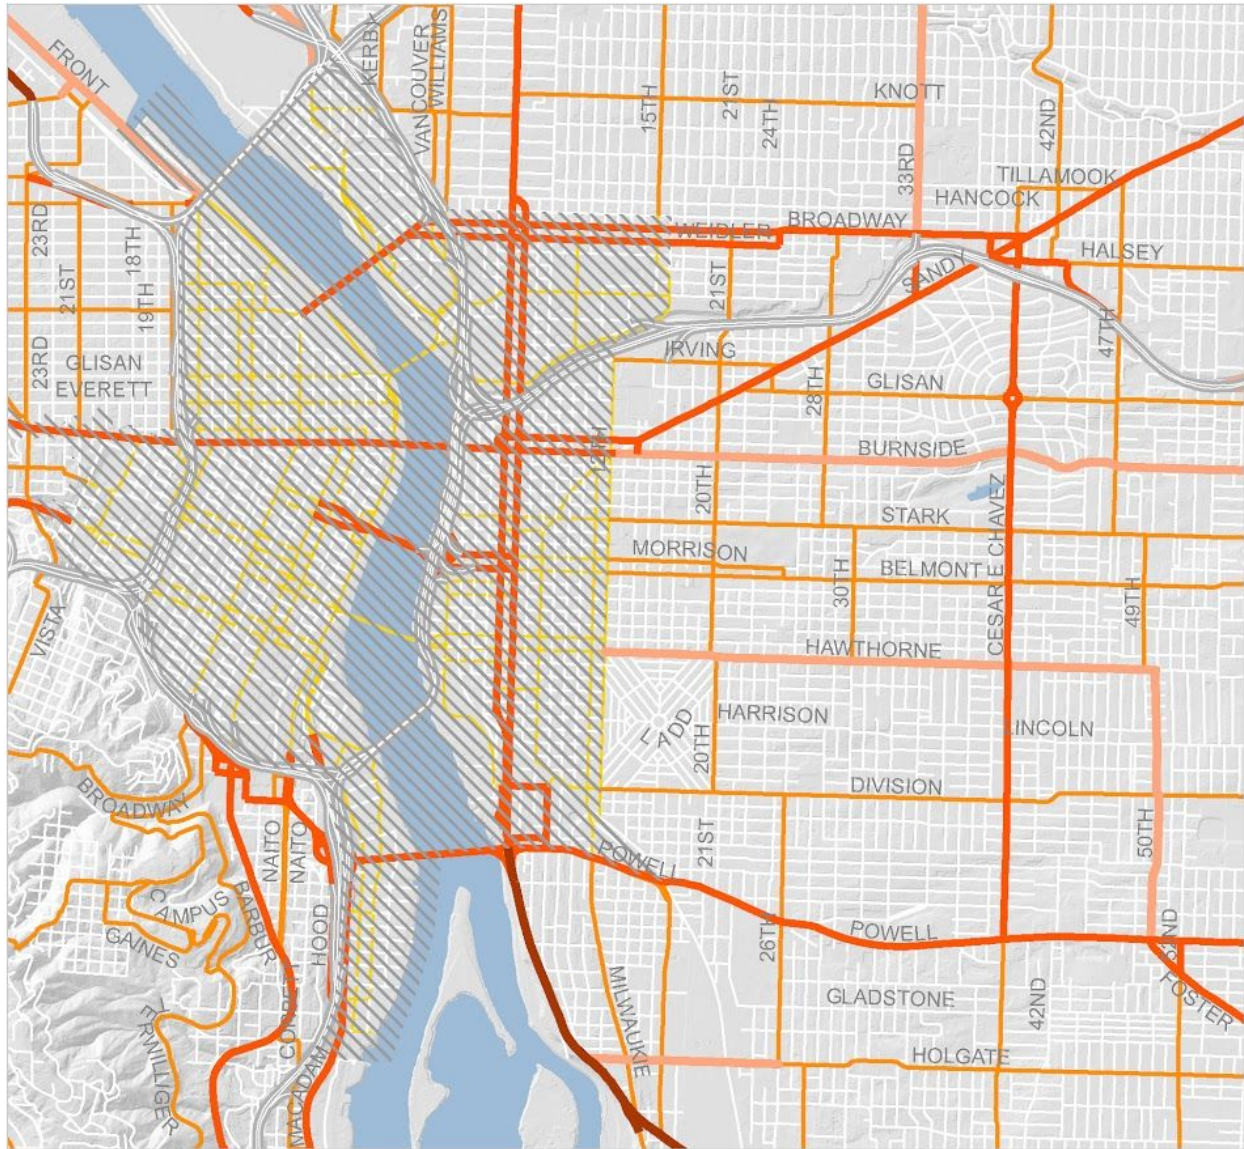 FRONT
KERBY
VANCOUVER
WILLIAMS
15TH
21ST
24TH
KNOTT
33RD
42ND
TILLAMOOK
HANCOCK
BROADWAY
WEIDLER
HALSEY
SANDY
23RD
21ST
18TH
19TH
21ST
47TH
23RD
GLISAN
EVERETT
IRVING
28TH
GLISAN
12TH
BURNSIDE
20TH
STARK
CESAR E CHAVEZ
MORRISON
BELMONT
30TH
49TH
VISTA
HAWTHORNE
LADD
HARRISON
20TH
LINCOLN
BROADWAY
DIVISION
NAITO
NAITO
21ST
50TH
POWELL
CAMPUS
BARBUR
GAINES
HOOD
26TH
POWELL
52ND
FOSTER
TERWILLIGER
CORBETT
MACADAM
MILWAUKIE
GLADSTONE
42ND
HOLGATE